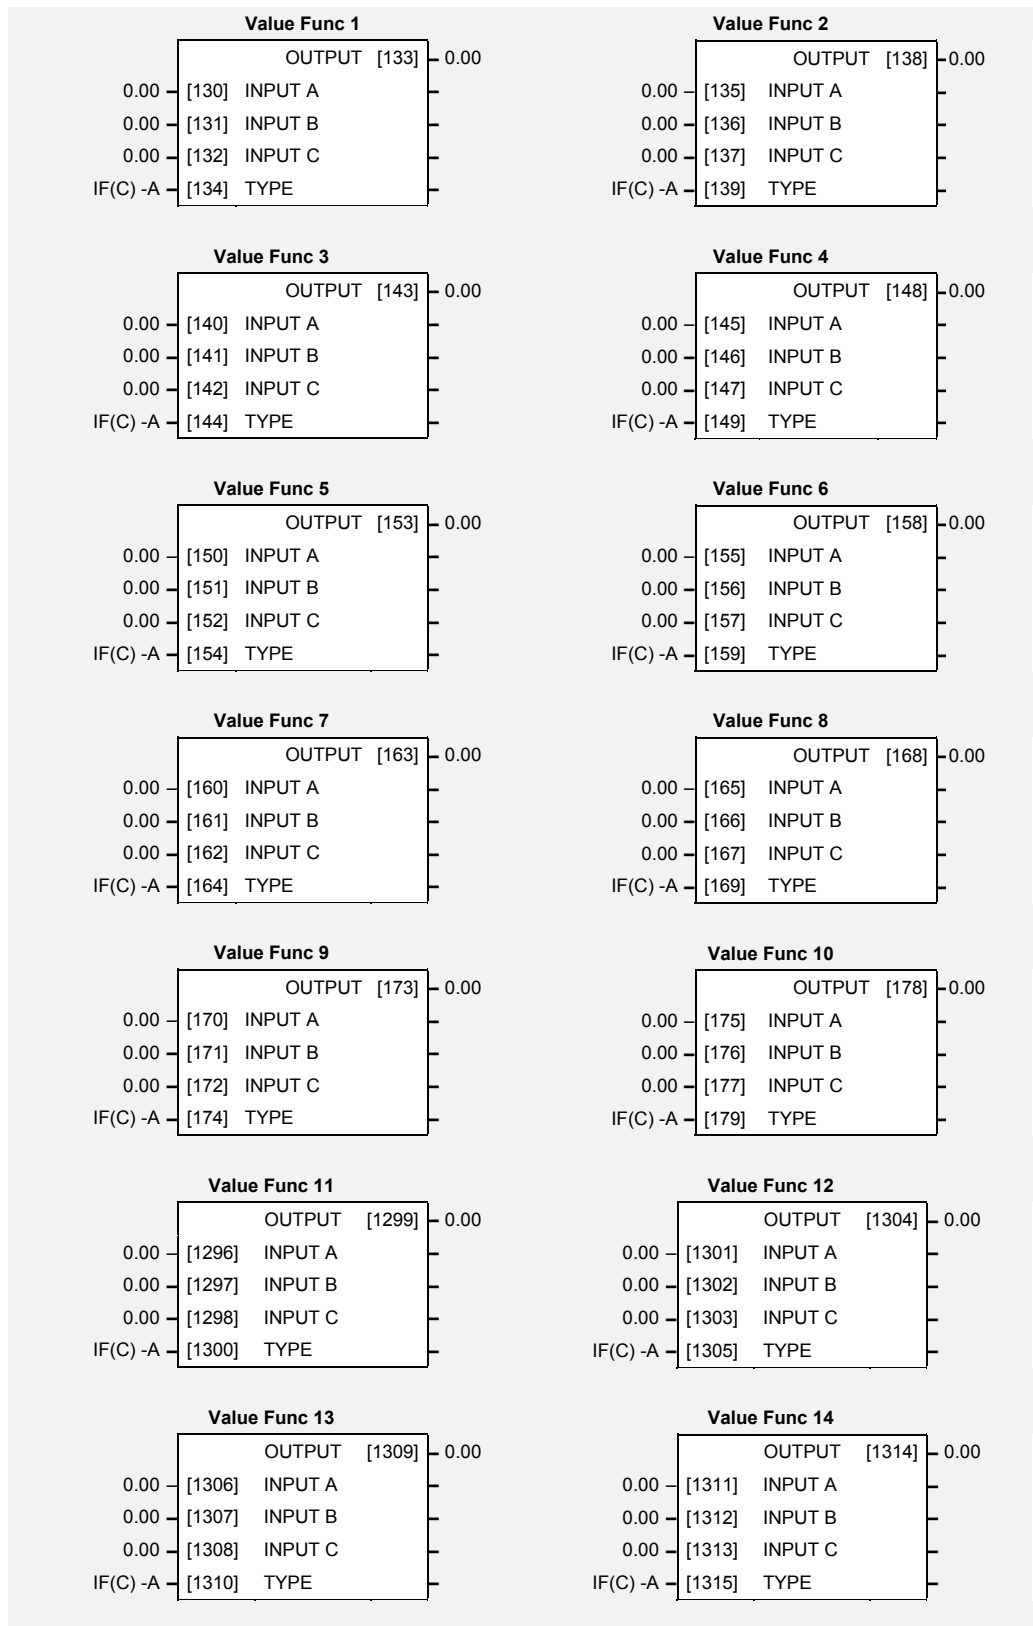 Value Func 1
OUTPUT [133] 0.00
0.00 [130] INPUT A
0.00 [131] INPUT B
0.00 [132] INPUT C
IF(C) -A [134] TYPE
Value Func 2
OUTPUT [138] 0.00
0.00 [135] INPUT A
0.00 [136] INPUT B
0.00 [137] INPUT C
IF(C) -A [139] TYPE
Value Func 3
OUTPUT [143] 0.00
0.00 [140] INPUT A
0.00 [141] INPUT B
0.00 [142] INPUT C
IF(C) -A [144] TYPE
Value Func 4
OUTPUT [148] 0.00
0.00 [145] INPUT A
0.00 [146] INPUT B
0.00 [147] INPUT C
IF(C) -A [149] TYPE
Value Func 5
OUTPUT [153] 0.00
0.00 [150] INPUT A
0.00 [151] INPUT B
0.00 [152] INPUT C
IF(C) -A [154] TYPE
Value Func 6
OUTPUT [158] 0.00
0.00 [155] INPUT A
0.00 [156] INPUT B
0.00 [157] INPUT C
IF(C) -A [159] TYPE
Value Func 7
OUTPUT [163] 0.00
0.00 [160] INPUT A
0.00 [161] INPUT B
0.00 [162] INPUT C
IF(C) -A [164] TYPE
Value Func 8
OUTPUT [168] 0.00
0.00 [165] INPUT A
0.00 [166] INPUT B
0.00 [167] INPUT C
IF(C) -A [169] TYPE
Value Func 9
OUTPUT [173] 0.00
0.00 [170] INPUT A
0.00 [171] INPUT B
0.00 [172] INPUT C
IF(C) -A [174] TYPE
Value Func 10
OUTPUT [178] 0.00
0.00 [175] INPUT A
0.00 [176] INPUT B
0.00 [177] INPUT C
IF(C) -A [179] TYPE
Value Func 11
OUTPUT [1299] 0.00
0.00 [1296] INPUT A
0.00 [1297] INPUT B
0.00 [1298] INPUT C
IF(C) -A [1300] TYPE
Value Func 12
OUTPUT [1304] 0.00
0.00 [1301] INPUT A
0.00 [1302] INPUT B
0.00 [1303] INPUT C
IF(C) -A [1305] TYPE
Value Func 13
OUTPUT [1309] 0.00
0.00 [1306] INPUT A
0.00 [1307] INPUT B
0.00 [1308] INPUT C
IF(C) -A [1310] TYPE
Value Func 14
OUTPUT [1314] 0.00
0.00 [1311] INPUT A
0.00 [1312] INPUT B
0.00 [1313] INPUT C
IF(C) -A [1315] TYPE